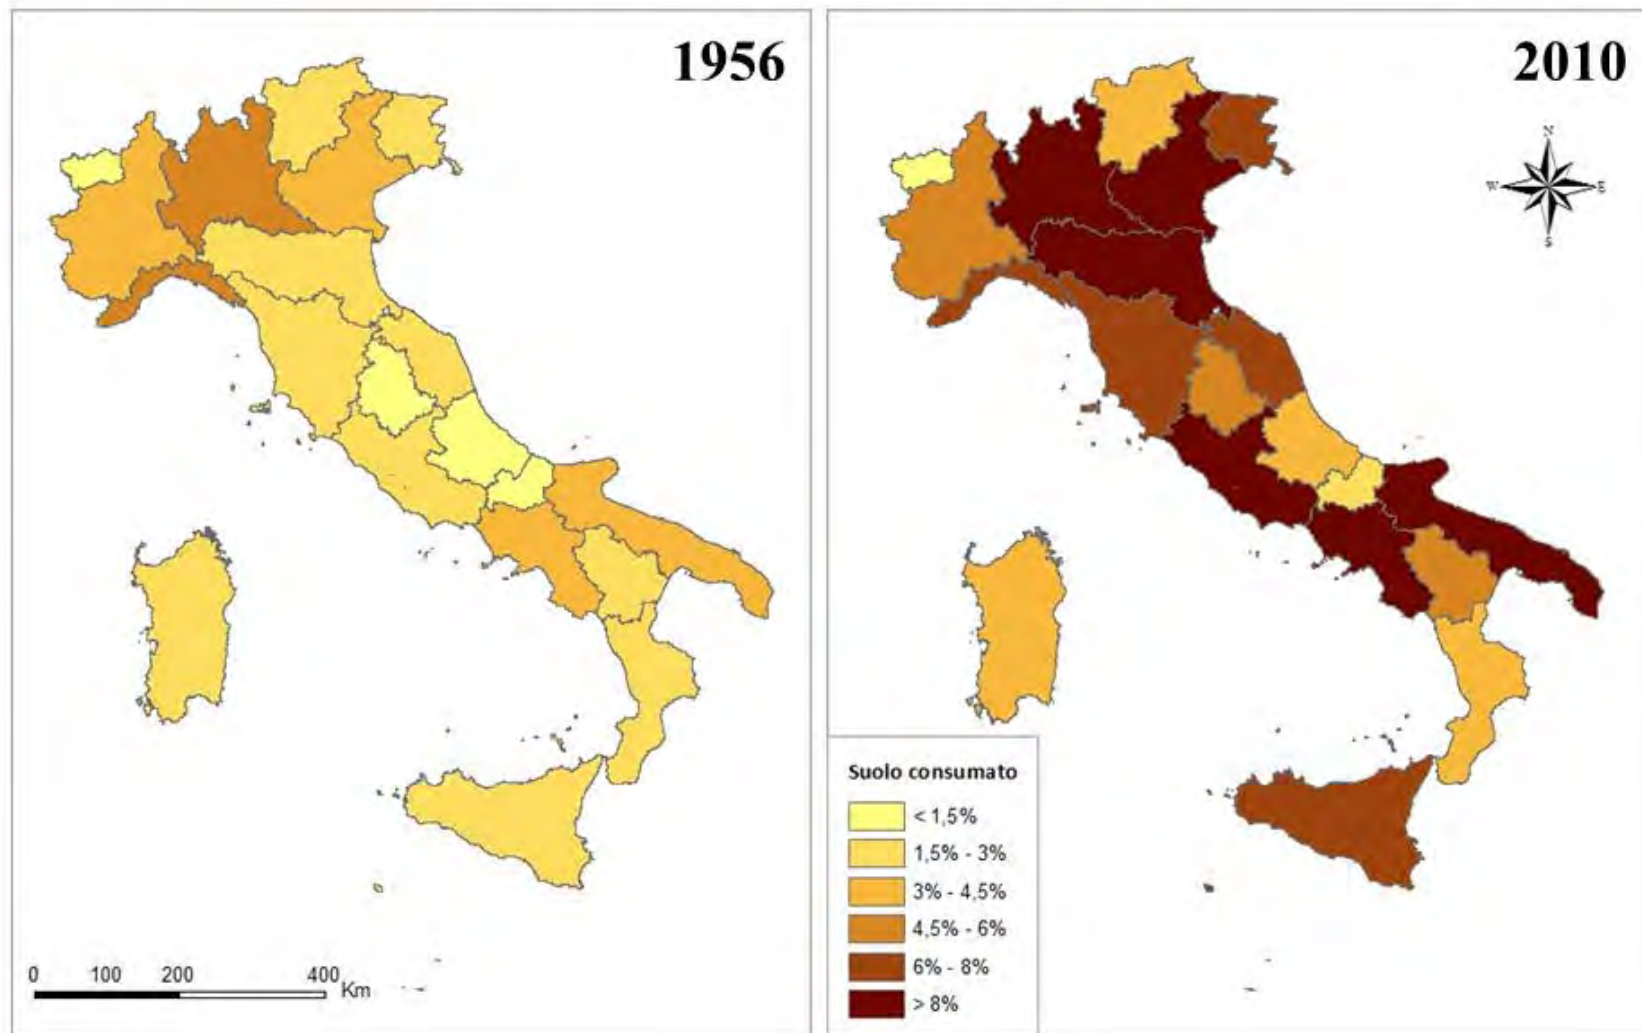 1956
2010
N
W
E
S
Suolo consumato
< 1,5%
1,5% - 3%
3% - 4,5%
4,5% - 6%
6% - 8%
> 8%
0 100 200 400 Km